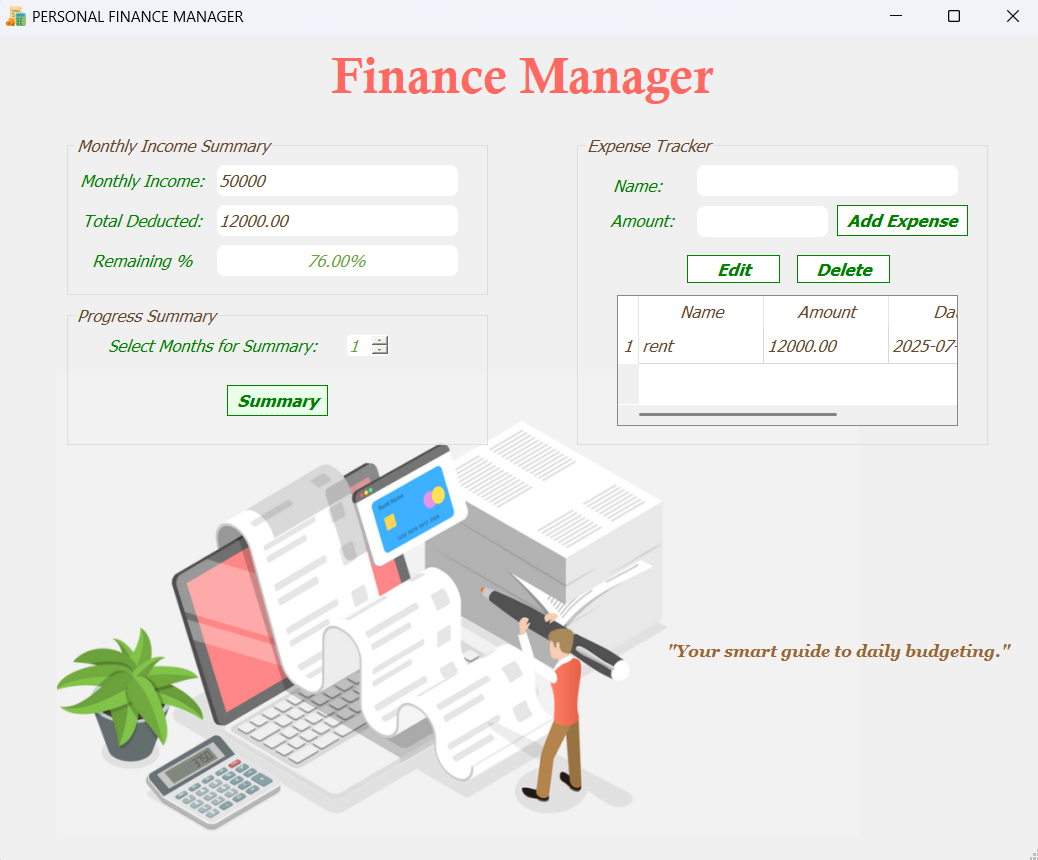 PERSONAL FINANCE MANAGER
Finance Manager
Monthly Income Summary
Monthly Income: 50000
Total Deducted: 12000.00
Remaining % 76.00%
Progress Summary
Select Months for Summary: 1
Summary
Expense Tracker
Name:
Amount: Add Expense
Edit Delete
Name Amount Da
1 rent 12000.00 2025-07-
"Your smart guide to daily budgeting."